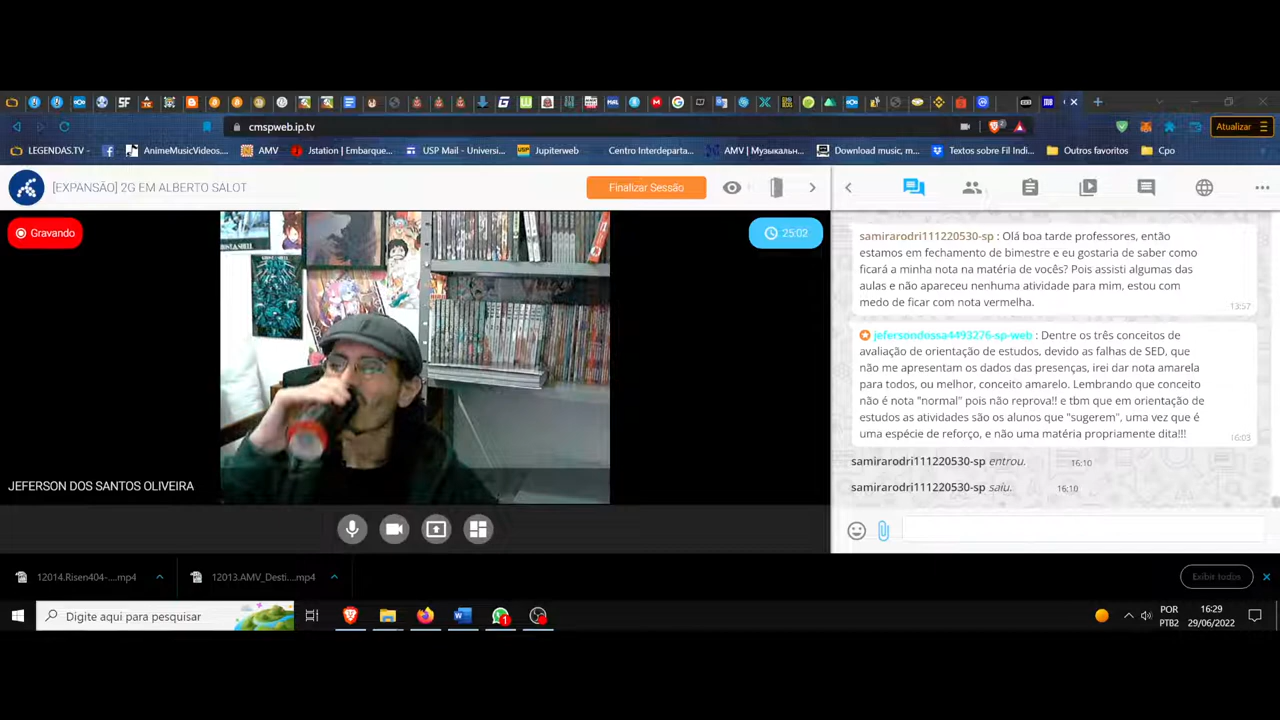 cmspweb.ip.tv
Atualizar
LEGENDAS.TV
AnimeMusicVideos...
AMV
Jstation | Embarque...
USP Mail - Universi...
Jupiterweb
Centro Interdeparta...
AMV | Музыкальн...
Download music, m...
Textos sobre Fil Indi...
Outros favoritos
Cpo
[EXPANSÃO] 2G EM ALBERTO SALOT
Finalizar Sessão
Gravando
25:02
JEFERSON DOS SANTOS OLIVEIRA
samirarodri111220530-sp : Olá boa tarde professores, então
estamos em fechamento de bimestre e eu gostaria de saber como
ficará a minha nota na matéria de vocês? Pois assisti algumas das
aulas e não apareceu nenhuma atividade para mim, estou com
medo de ficar com nota vermelha.
13:57
jefersondossa4493276-sp-web : Dentre os três conceitos de
avaliação de orientação de estudos, devido as falhas de SED, que
não me apresentam os dados das presenças, irei dar nota amarela
para todos, ou melhor, conceito amarelo. Lembrando que conceito
não é nota "normal" pois não reprova!! e tbm que em orientação de
estudos as atividades são os alunos que "sugerem", uma vez que é
uma espécie de reforço, e não uma matéria propriamente dita!!!
16:03
samirarodri111220530-sp entrou. 16:10
samirarodri111220530-sp saiu. 16:10
12014.Risen404-....mp4
12013.AMV_Desti....mp4
Exibir todos
Digite aqui para pesquisar
POR
PTB2
16:29
29/06/2022